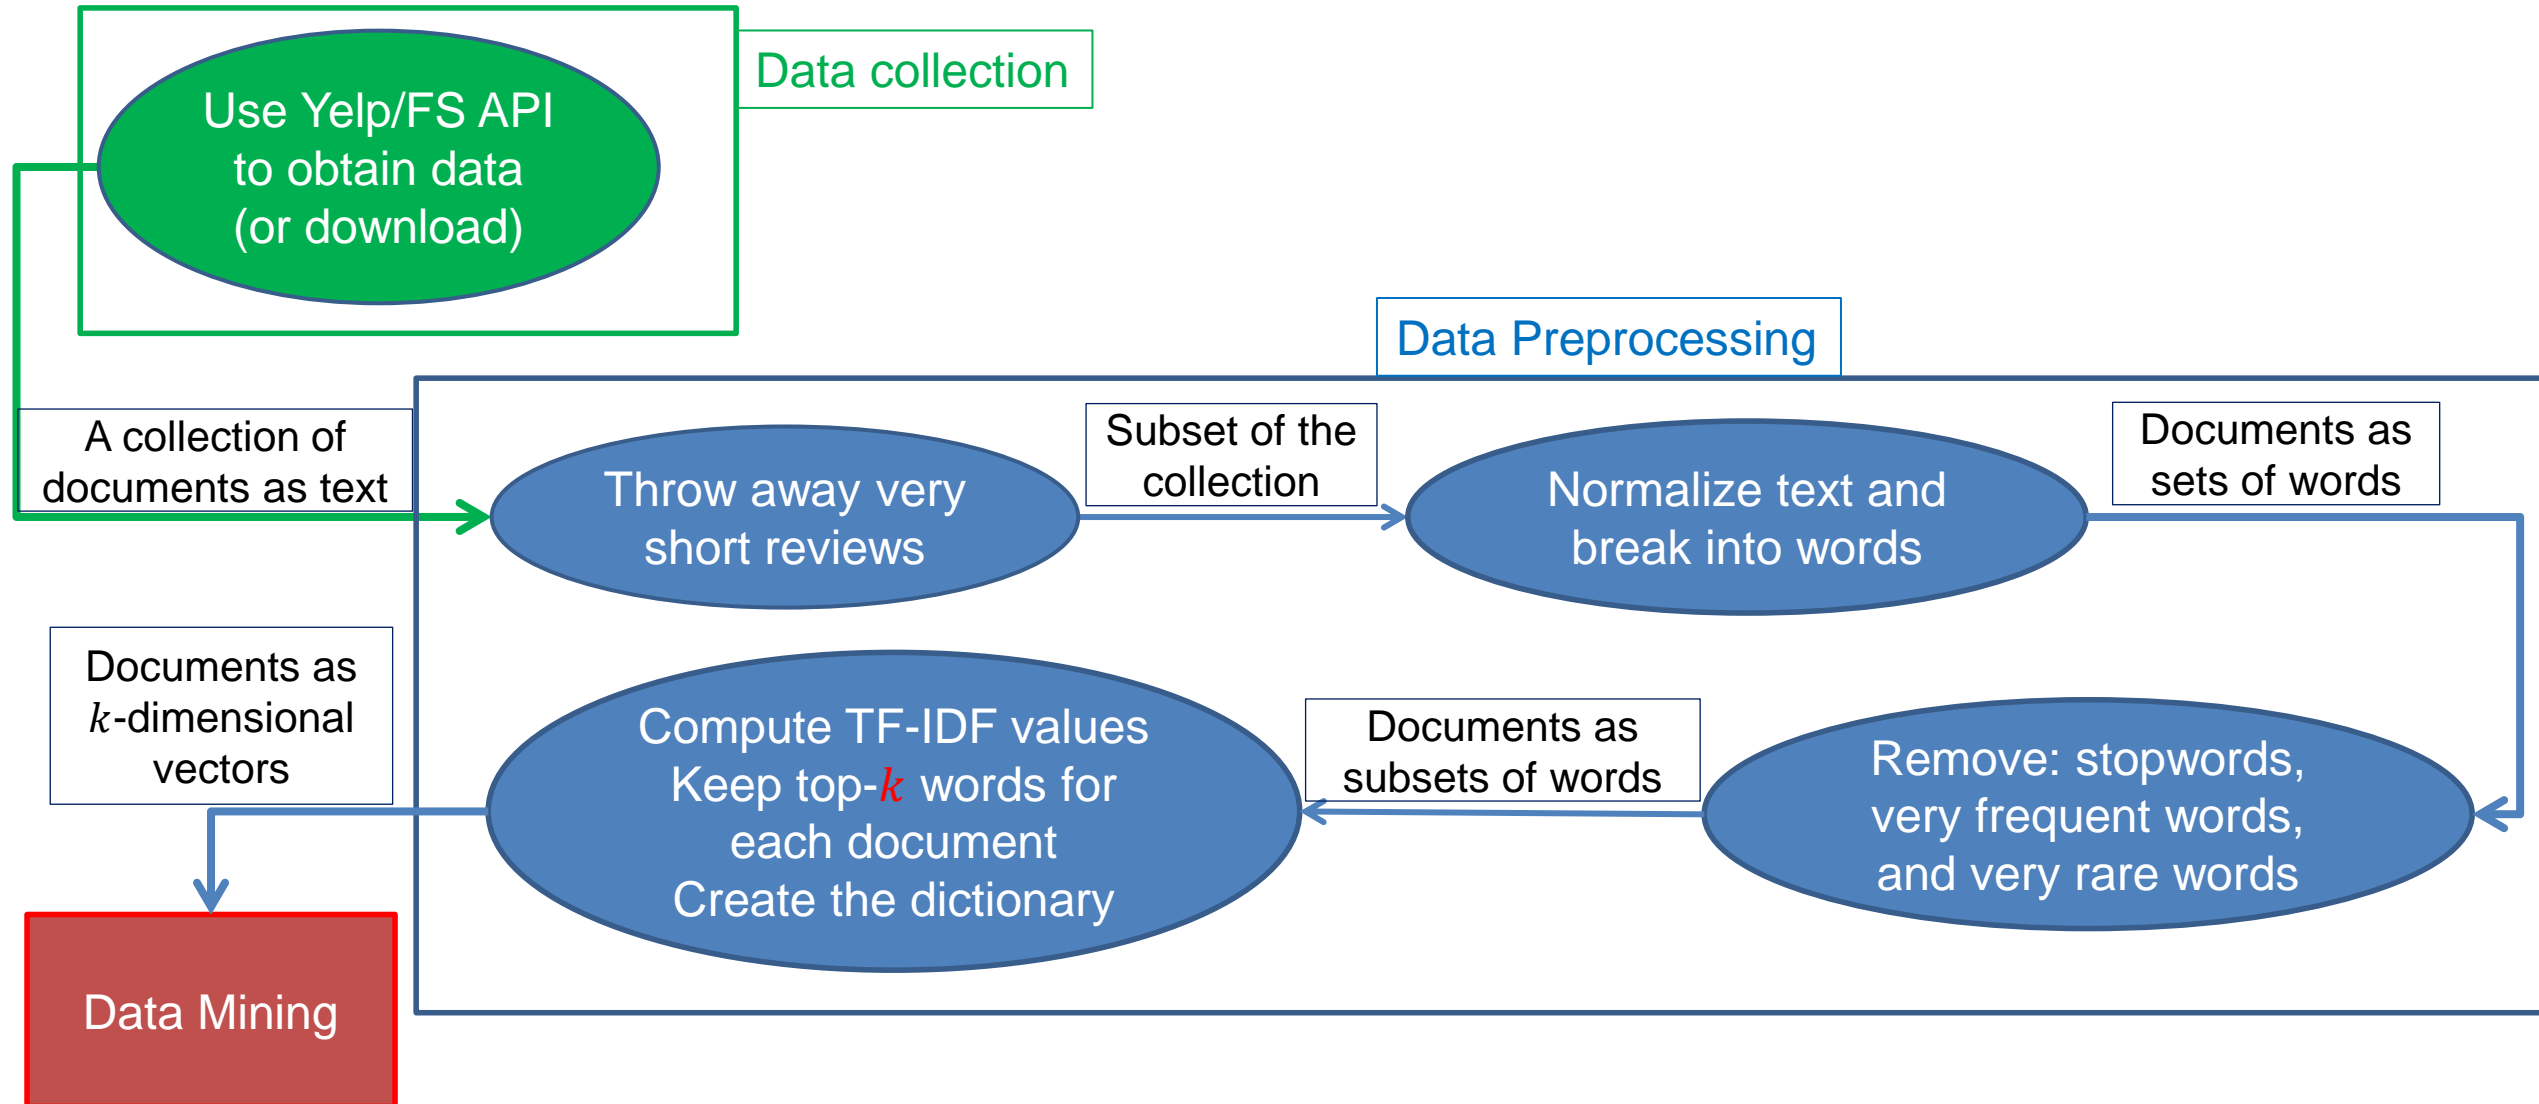 Use Yelp/FS API
to obtain data
(or download)
Data collection
Data Preprocessing
A collection of
documents as text
Throw away very
short reviews
Subset of the
collection
Normalize text and
break into words
Documents as
sets of words
Remove: stopwords,
very frequent words,
and very rare words
Documents as
subsets of words
Compute TF-IDF values
Keep top-k words for
each document
Create the dictionary
Documents as
k-dimensional
vectors
Data Mining